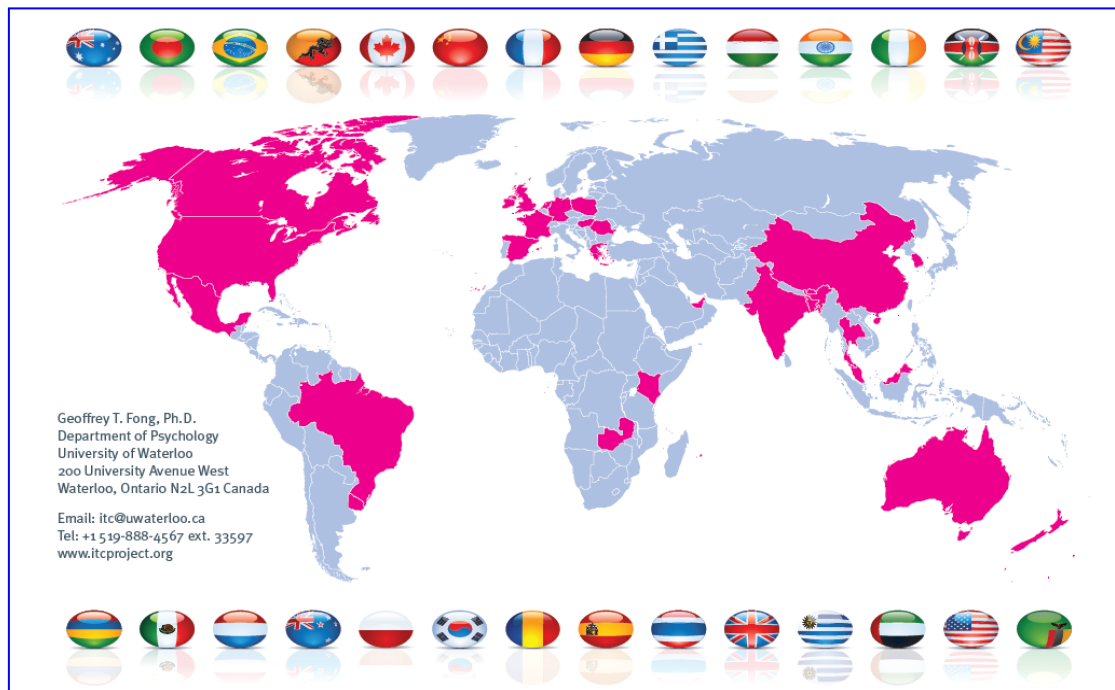 Geoffrey T. Fong, Ph.D.
Department of Psychology
University of Waterloo
200 University Avenue West
Waterloo, Ontario N2L 3G1 Canada
Email: itc@uwaterloo.ca
Tel: +1 519-888-4567 ext. 33597
www.itcproject.org